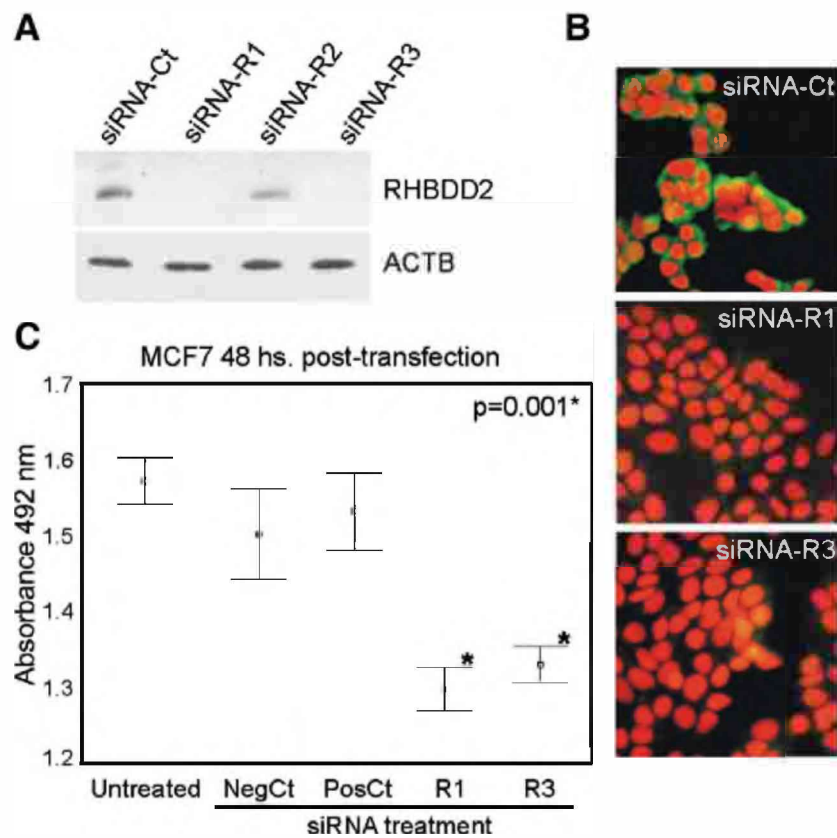 A
siRNA-Ct
siRNA-R1
siRNA-R2
siRNA-R3
RHBDD2
ACTB
B
siRNA-Ct
siRNA-R1
siRNA-R3
C
MCF7 48 hs. post-transfection
p=0.001*
Absorbance 492 nm
1.7
1.6
1.5
1.4
1.3
1.2
*
*
Untreated NegCt PosCt R1 R3
siRNA treatment